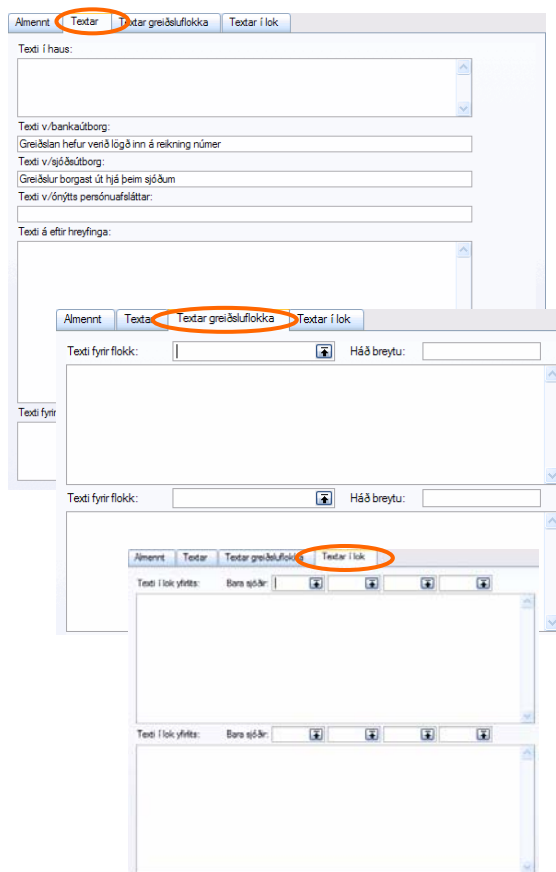 Almennt Textar Textar greiðsluflokka Textar í lok
Texti í haus:
Texti v/bankaútborg:
Greiðslan hefur verið lögð inn á reikning númer
Texti v/sjóðsútborg:
Greiðslur borgast út hjá þeim sjóðum
Texti v/ónýtts persónuafsláttar:
Texti á eftir hreyfinga:
Texti fyrir
Almennt Textar Textar greiðsluflokka Textar í lok
Texti fyrir flokk: Háð breytu:
Texti fyrir flokk: Háð breytu:
Almennt Textar Textar greiðsluflokka Textar í lok
Texti í lok yfirlits: Bara sjóðir:
Texti í lok yfirlits: Bara sjóðir: